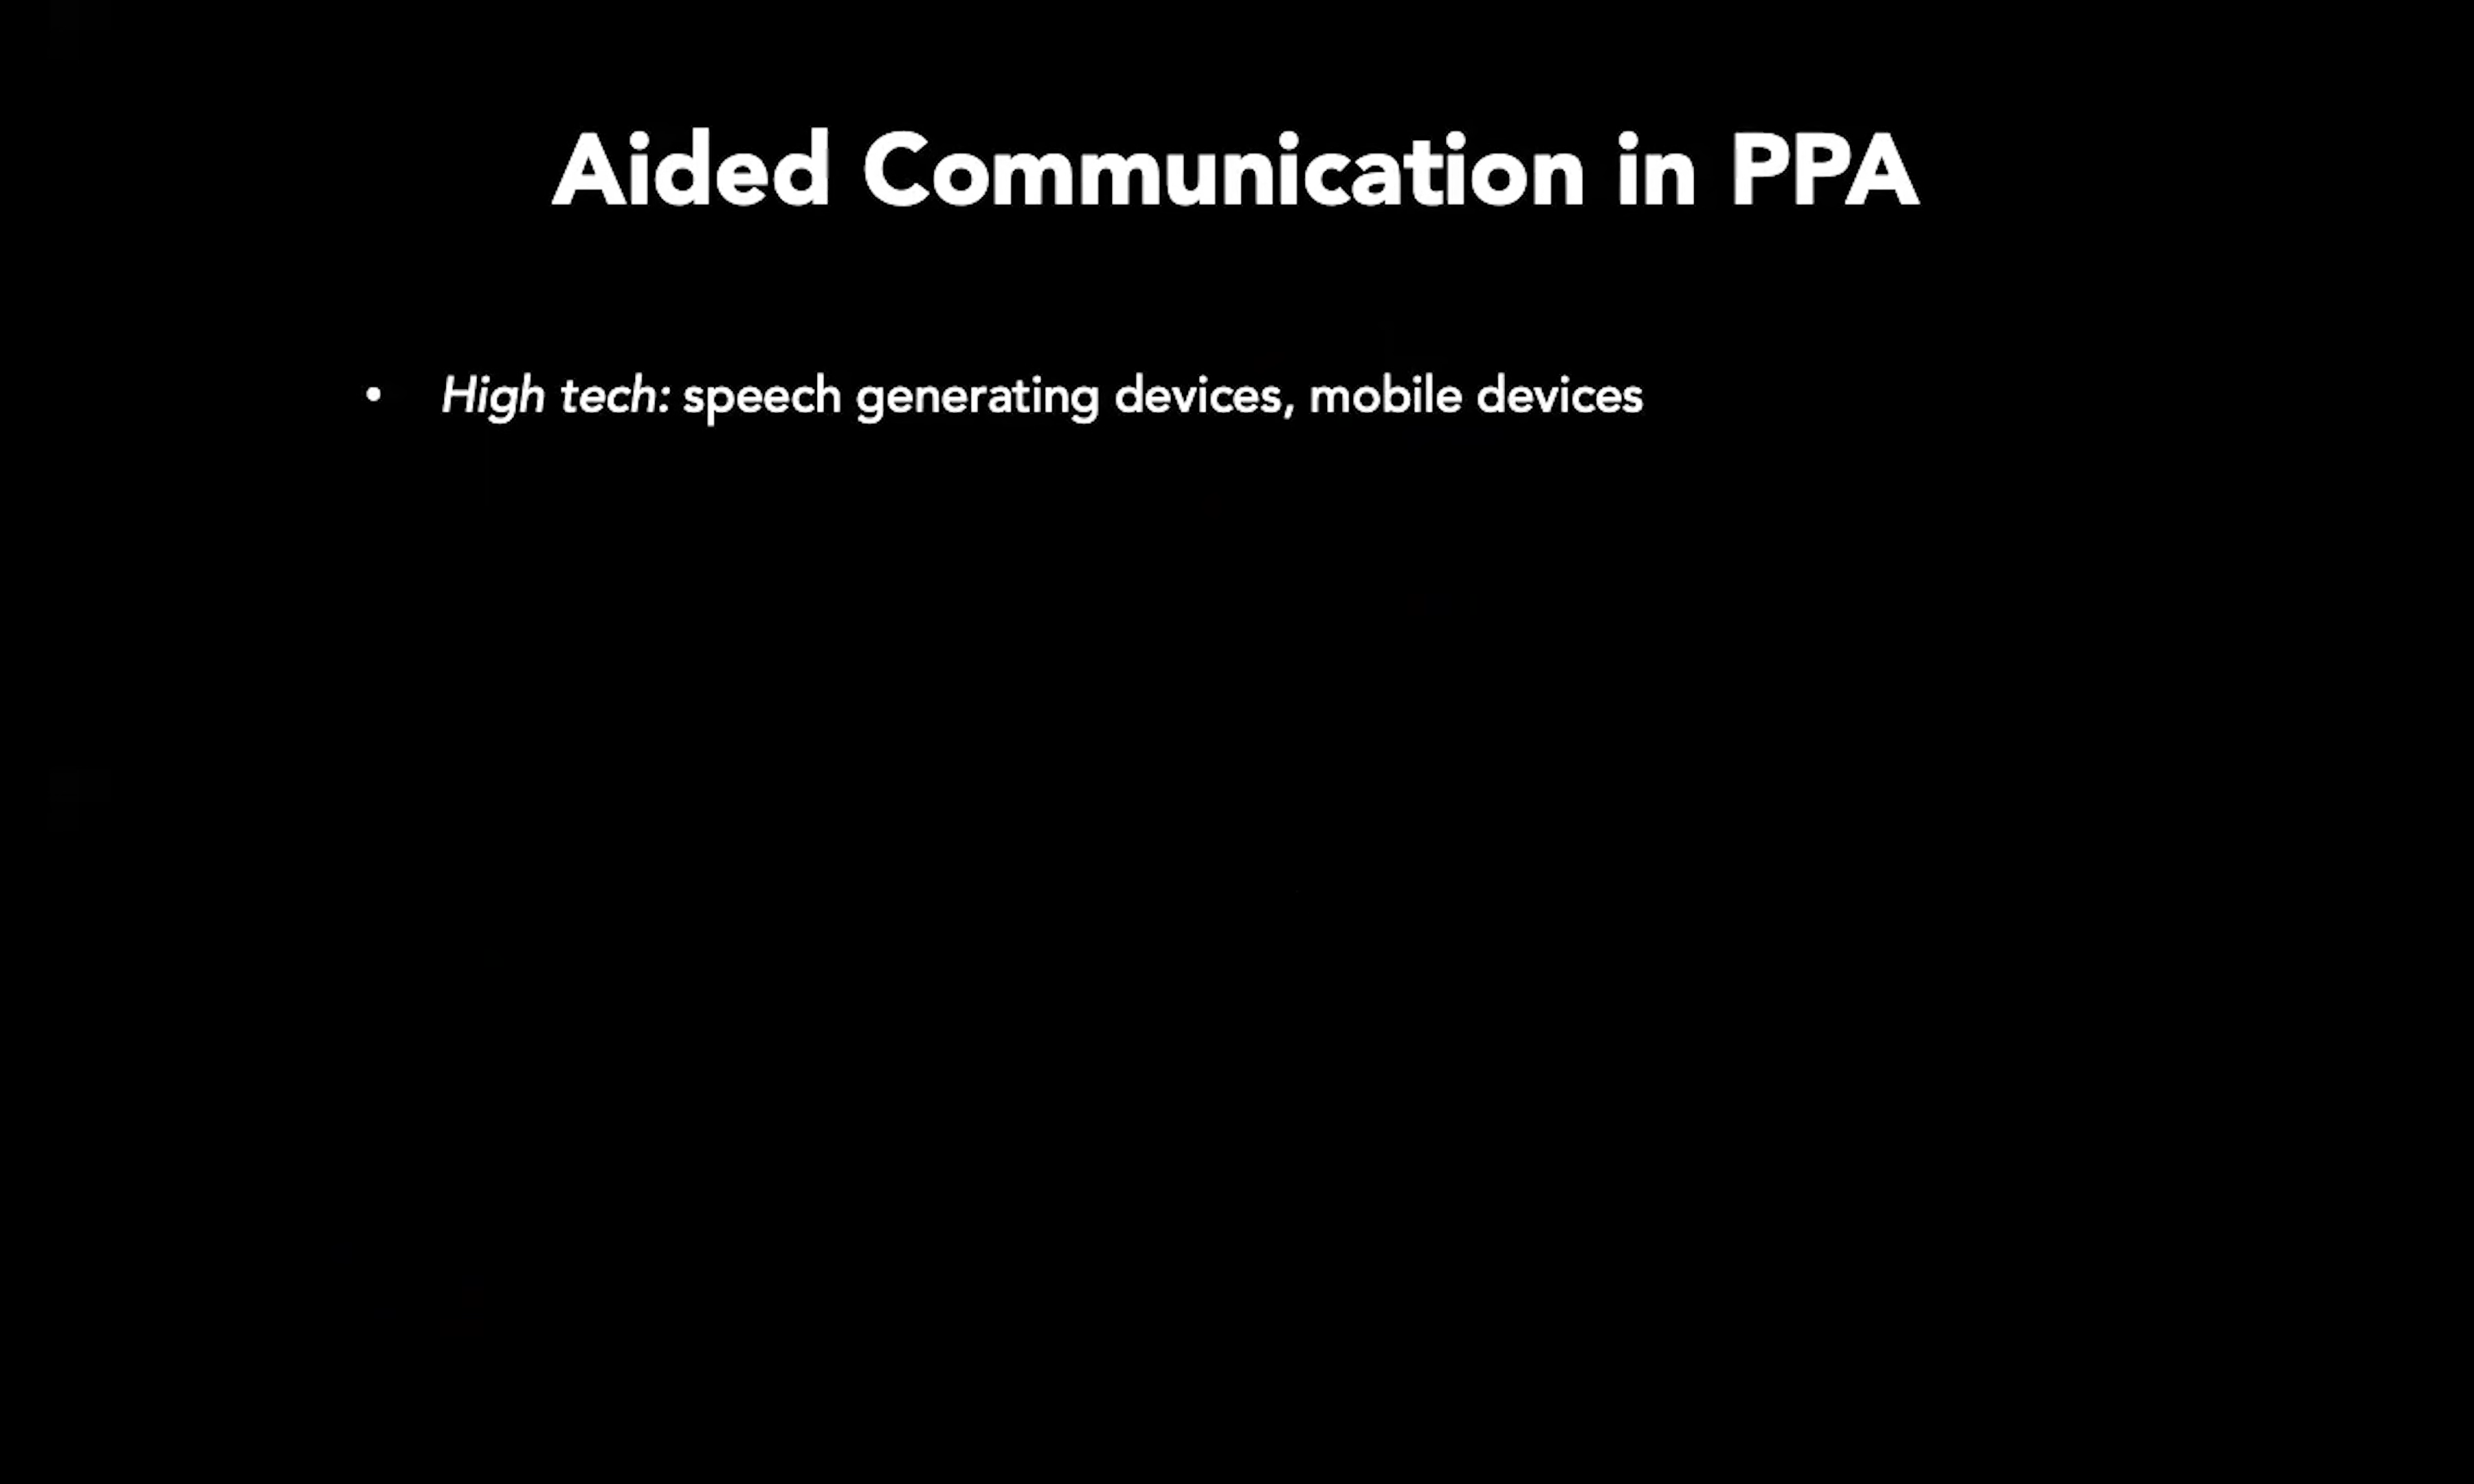 Aided Communication in PPA
• High tech: speech generating devices, mobile devices